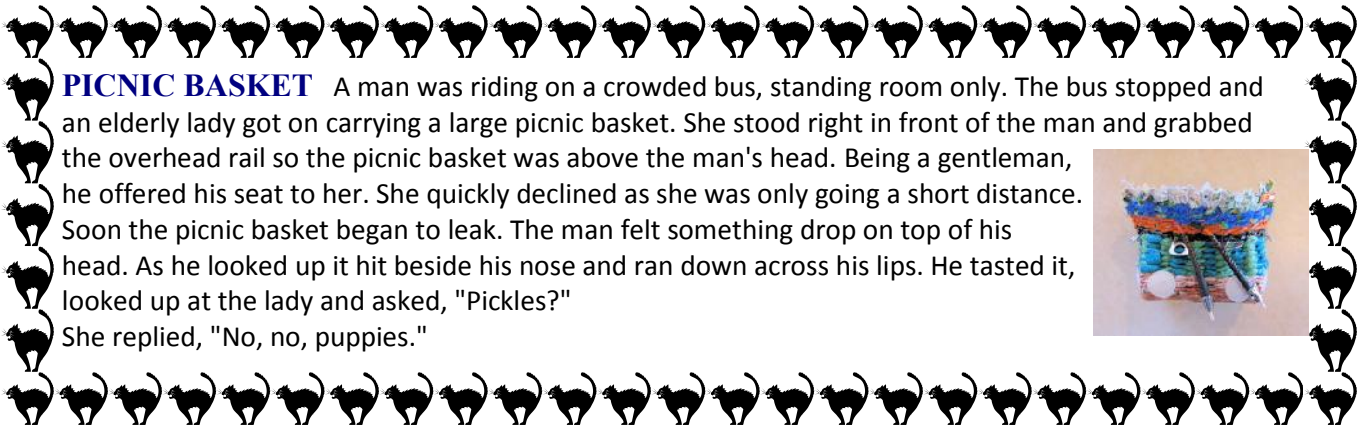 PICNIC BASKET A man was riding on a crowded bus, standing room only. The bus stopped and
an elderly lady got on carrying a large picnic basket. She stood right in front of the man and grabbed
the overhead rail so the picnic basket was above the man's head. Being a gentleman,
he offered his seat to her. She quickly declined as she was only going a short distance.
Soon the picnic basket began to leak. The man felt something drop on top of his
head. As he looked up it hit beside his nose and ran down across his lips. He tasted it,
looked up at the lady and asked, "Pickles?"
She replied, "No, no, puppies."